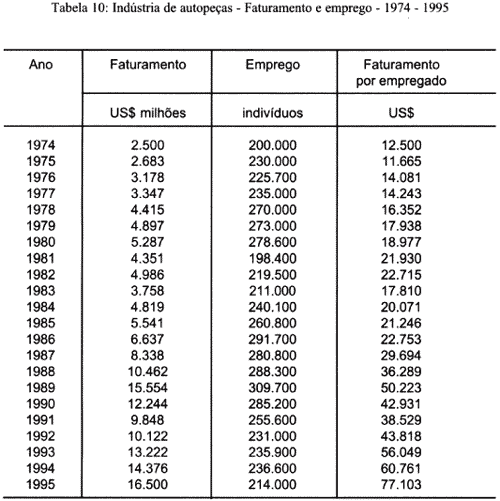 Tabela 10: Indústria de autopeças - Faturamento e emprego - 1974 - 1995
Ano Faturamento Emprego Faturamento
por empregado
US$ milhões indivíduos US$
1974 2.500 200.000 12.500
1975 2.683 230.000 11.665
1976 3.178 225.700 14.081
1977 3.347 235.000 14.243
1978 4.415 270.000 16.352
1979 4.897 273.000 17.938
1980 5.287 278.600 18.977
1981 4.351 198.400 21.930
1982 4.986 219.500 22.715
1983 3.758 211.000 17.810
1984 4.819 240.100 20.071
1985 5.541 260.800 21.246
1986 6.637 291.700 22.753
1987 8.338 280.800 29.694
1988 10.462 288.300 36.289
1989 15.554 309.700 50.223
1990 12.244 285.200 42.931
1991 9.848 255.600 38.529
1992 10.122 231.000 43.818
1993 13.222 235.900 56.049
1994 14.376 236.600 60.761
1995 16.500 214.000 77.103